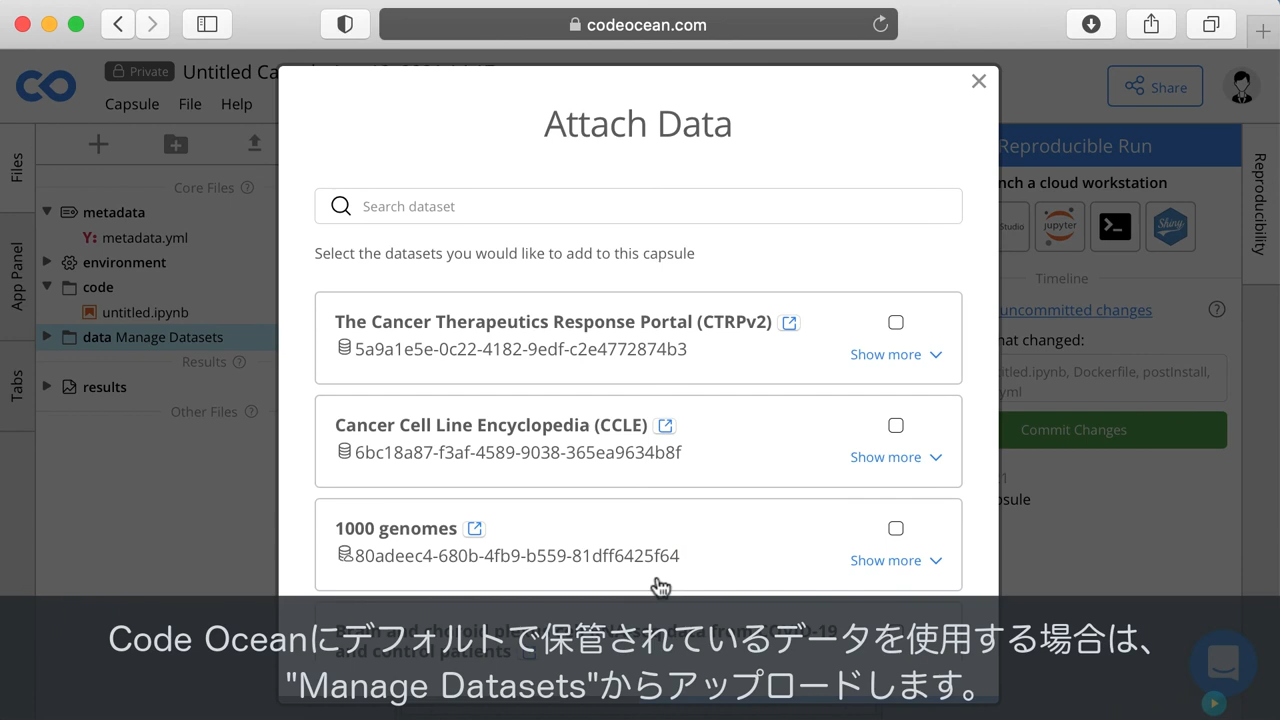 codeocean.com
Private
Untitled Ca
Capsule File Help
Share
Files
App Panel
Tabs
Core Files
metadata
Y: metadata.yml
environment
code
untitled.ipynb
data Manage Datasets
Results
results
Other Files
Attach Data
Search dataset
Select the datasets you would like to add to this capsule
The Cancer Therapeutics Response Portal (CTRPv2)
5a9a1e5e-0c22-4182-9edf-c2e4772874b3
Show more
Cancer Cell Line Encyclopedia (CCLE)
6bc18a87-f3af-4589-9038-365ea9634b8f
Show more
1000 genomes
80adeec4-680b-4fb9-b559-81dff6425f64
Show more
and control patients
Reproducible Run
nch a cloud workstation
Studio
jupyter
Shiny
Timeline
uncommitted changes
hat changed:
titled.ipynb, Dockerfile, postInstall,
yml
Commit Changes
psule
Reproducibility
Code Oceanにデフォルトで保管されているデータを使用する場合は、
"Manage Datasets"からアップロードします。